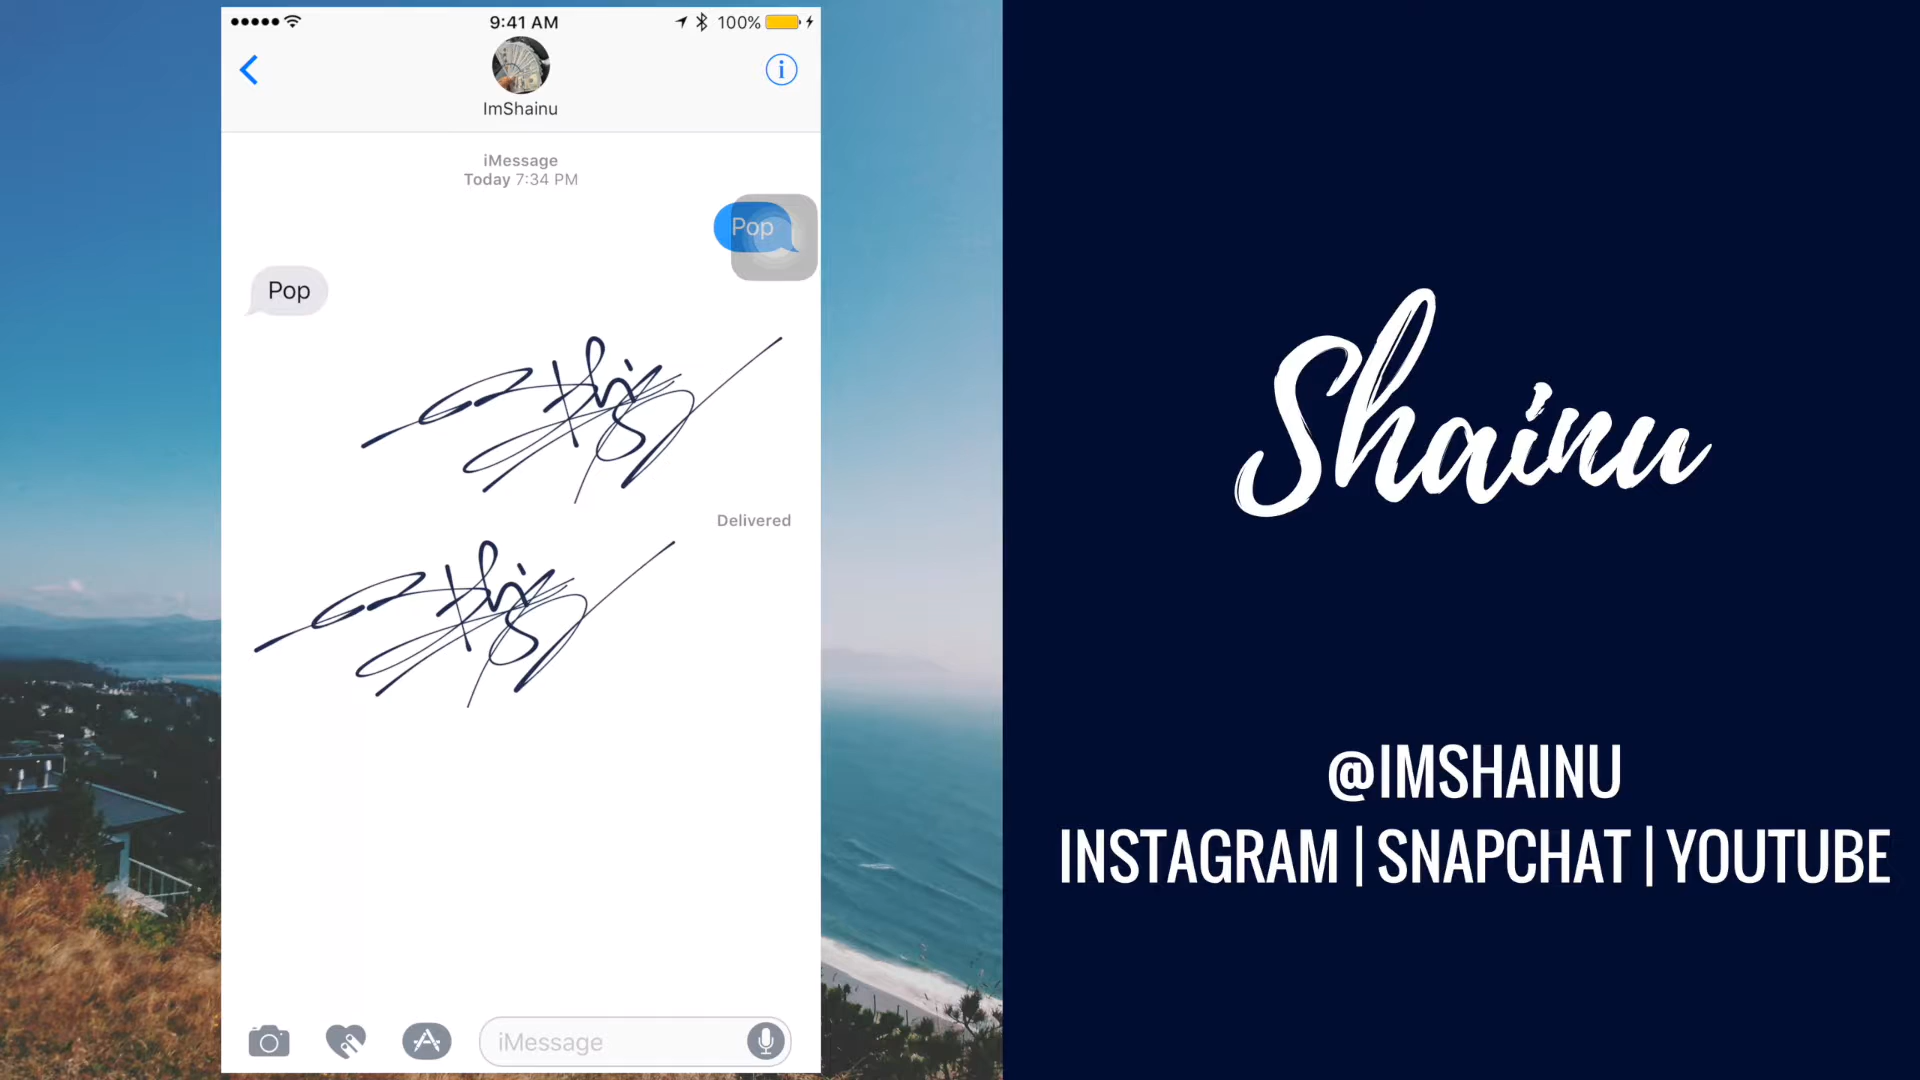 9:41 AM
100%
ImShainu
iMessage
Today 7:34 PM
Pop
Pop
Delivered
iMessage
Shainu
@IMSHAINU
INSTAGRAM | SNAPCHAT | YOUTUBE